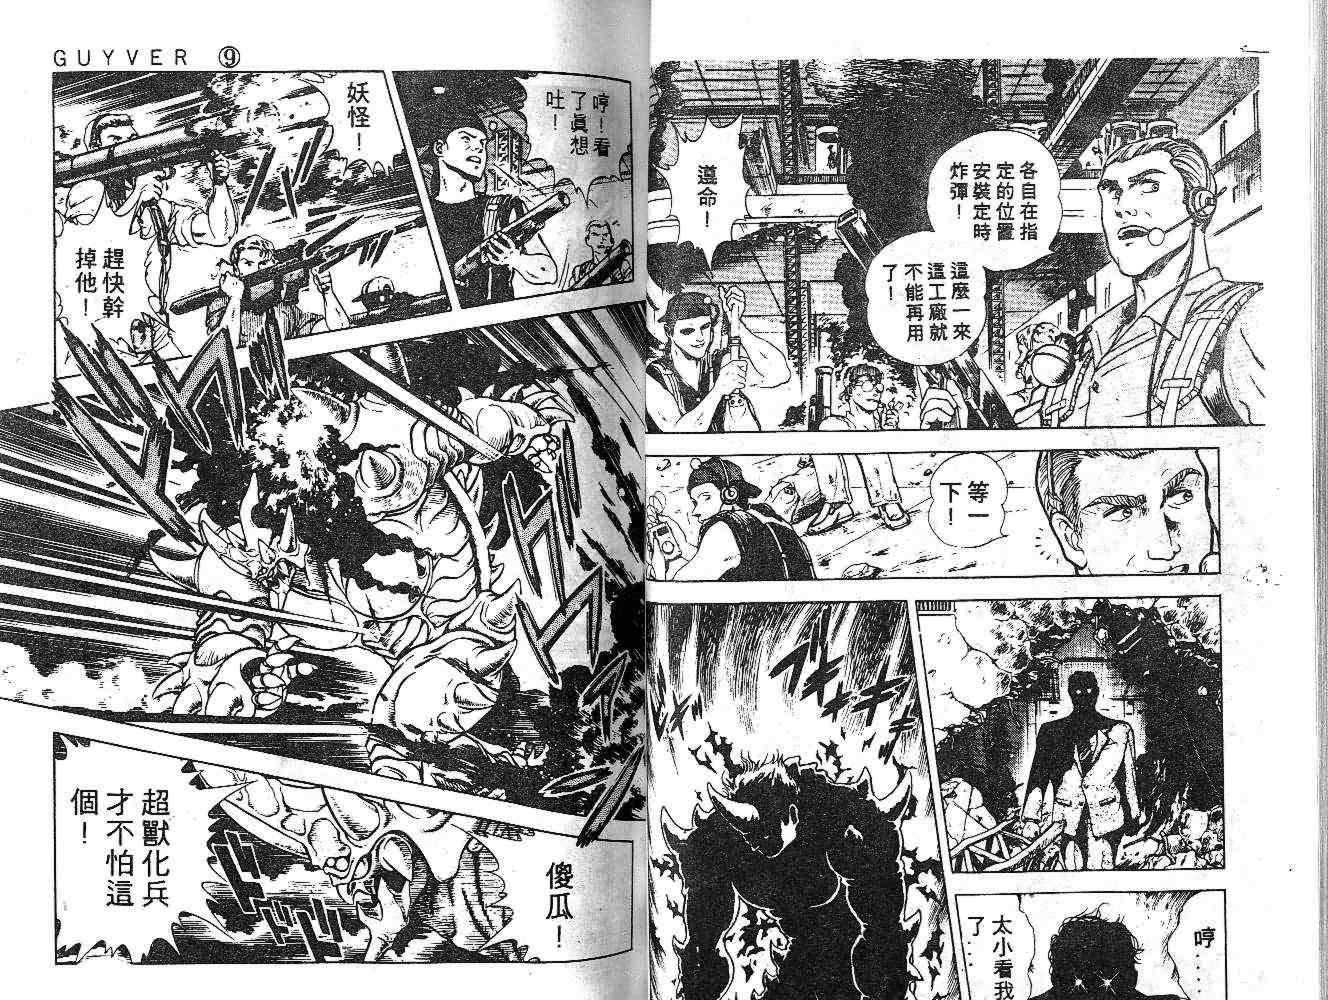 GUYVER ⑨
各自在指
定的位置
安裝定時
炸彈！
這麼一來
這工廠就
不能再用
了！
遵命！
等一
下！
哼……
太小看我
了…
哼！看
了眞想
吐！
妖怪！
趕快幹
掉他！
傻瓜！
超獸化兵
才不怕這
個！